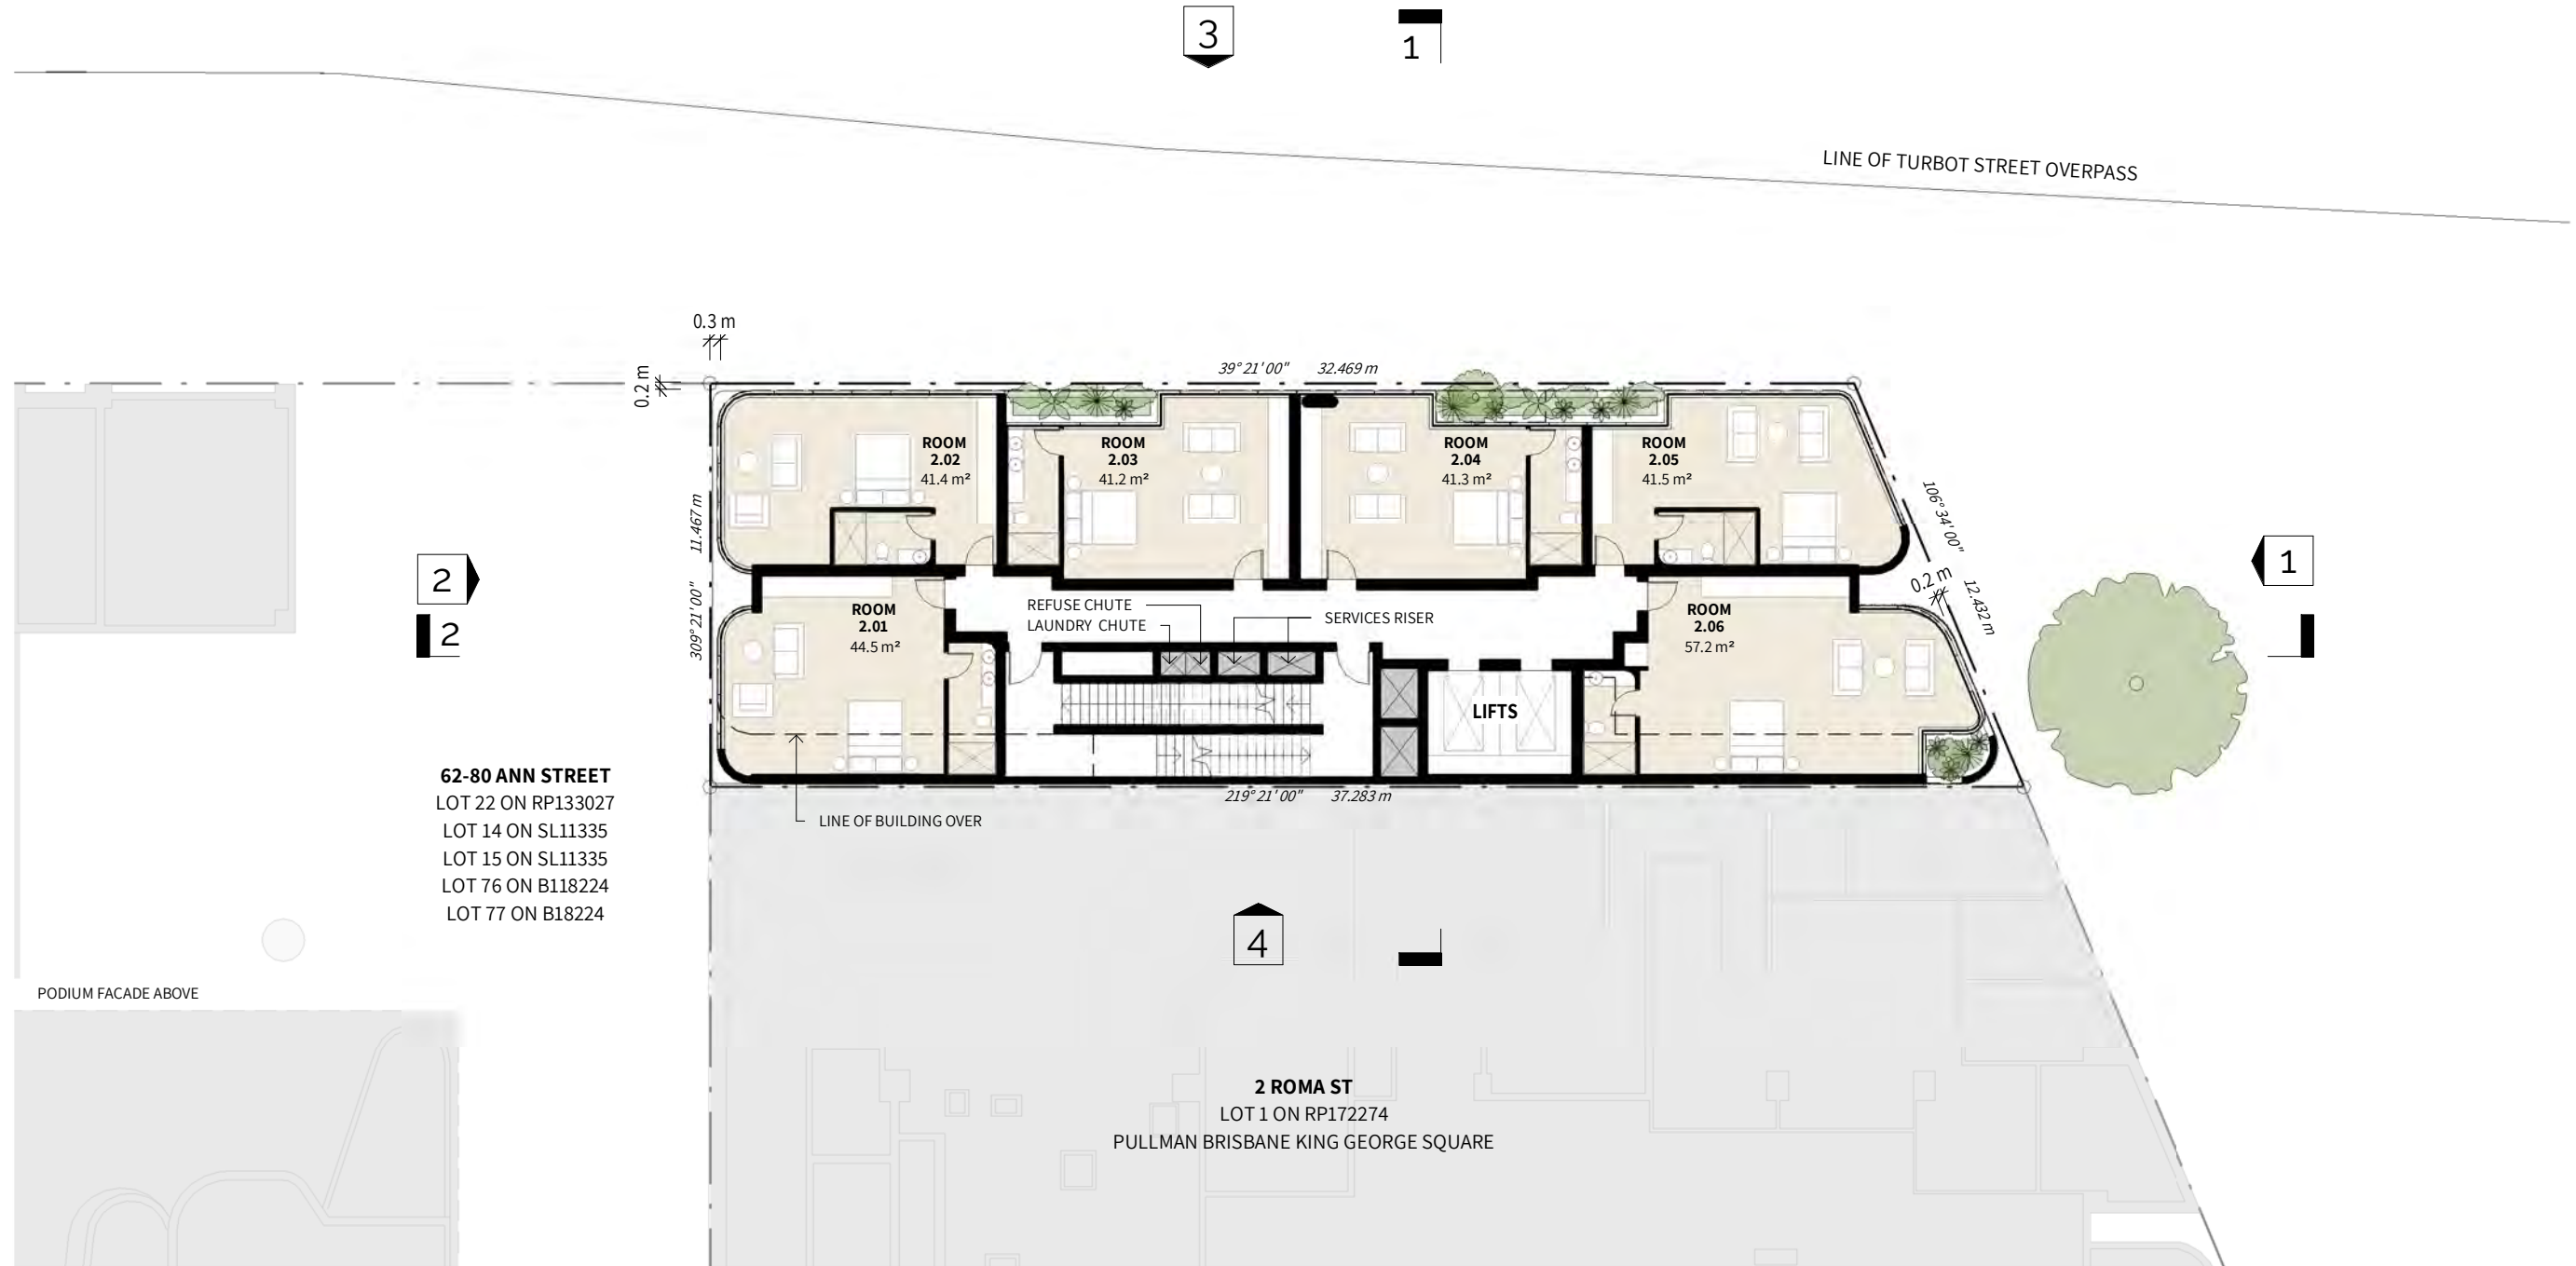 3
1
LINE OF TURBOT STREET OVERPASS
0.3 m
0.2 m
39° 21' 00" 32.469 m
ROOM
2.02
41.4 m²
ROOM
2.03
41.2 m²
ROOM
2.04
41.3 m²
ROOM
2.05
41.5 m²
11.467 m
309° 21' 00"
106° 34' 00"
12.432 m
0.2 m
2
2
1
ROOM
2.01
44.5 m²
REFUSE CHUTE
LAUNDRY CHUTE
SERVICES RISER
ROOM
2.06
57.2 m²
LIFTS
62-80 ANN STREET
LOT 22 ON RP133027
LOT 14 ON SL11335
LOT 15 ON SL11335
LOT 76 ON B118224
LOT 77 ON B18224
219° 21' 00" 37.283 m
LINE OF BUILDING OVER
4
PODIUM FACADE ABOVE
2 ROMA ST
LOT 1 ON RP172274
PULLMAN BRISBANE KING GEORGE SQUARE